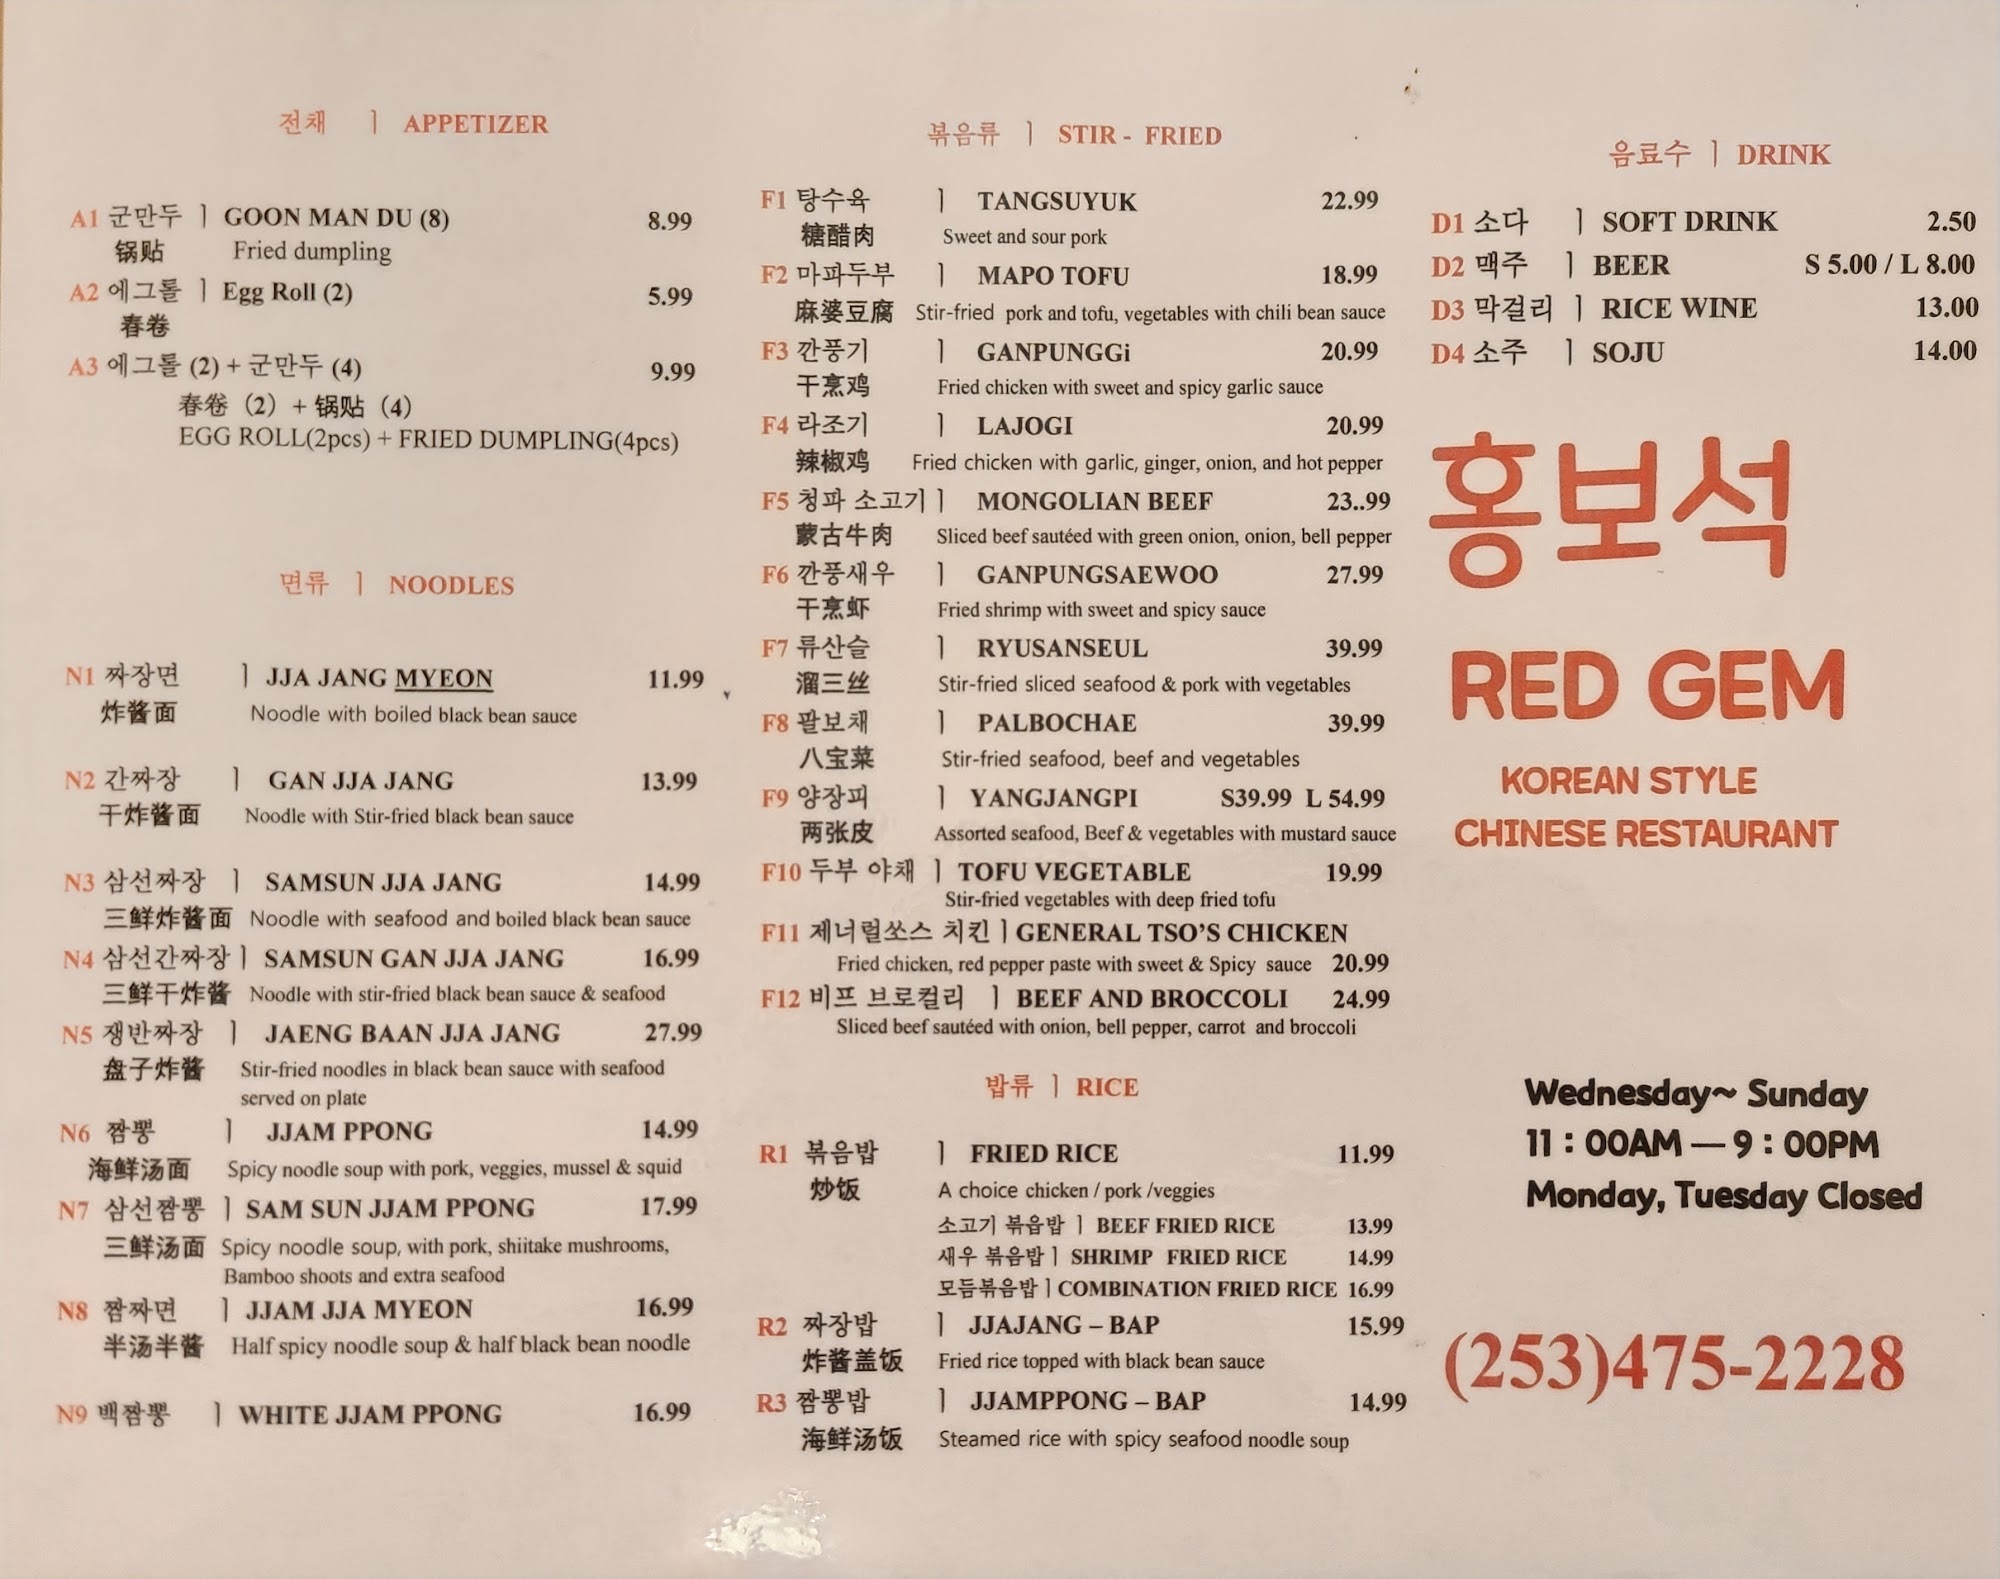 전채 | APPETIZER
A1 군만두 | GOON MAN DU (8) 8.99
锅贴 Fried dumpling
A2 에그롤 | Egg Roll (2) 5.99
春卷
A3 에그롤 (2) + 군만두 (4) 9.99
春卷（2）+ 锅贴（4）
EGG ROLL(2pcs) + FRIED DUMPLING(4pcs)
면류 | NOODLES
N1 짜장면 | JJA JANG MYEON 11.99
炸酱面 Noodle with boiled black bean sauce
N2 간짜장 | GAN JJA JANG 13.99
干炸酱面 Noodle with Stir-fried black bean sauce
N3 삼선짜장 | SAMSUN JJA JANG 14.99
三鲜炸酱面 Noodle with seafood and boiled black bean sauce
N4 삼선간짜장 | SAMSUN GAN JJA JANG 16.99
三鲜干炸酱 Noodle with stir-fried black bean sauce & seafood
N5 쟁반짜장 | JAENG BAAN JJA JANG 27.99
盘子炸酱 Stir-fried noodles in black bean sauce with seafood
served on plate
N6 짬뽕 | JJAM PPONG 14.99
海鲜汤面 Spicy noodle soup with pork, veggies, mussel & squid
N7 삼선짬뽕 | SAM SUN JJAM PPONG 17.99
三鲜汤面 Spicy noodle soup, with pork, shiitake mushrooms,
Bamboo shoots and extra seafood
N8 짬짜면 | JJAM JJA MYEON 16.99
半汤半酱 Half spicy noodle soup & half black bean noodle
N9 백짬뽕 | WHITE JJAM PPONG 16.99
볶음류 | STIR - FRIED
F1 탕수육 | TANGSUYUK 22.99
糖醋肉 Sweet and sour pork
F2 마파두부 | MAPO TOFU 18.99
麻婆豆腐 Stir-fried pork and tofu, vegetables with chili bean sauce
F3 깐풍기 | GANPUNGGi 20.99
干烹鸡 Fried chicken with sweet and spicy garlic sauce
F4 라조기 | LAJOGI 20.99
辣椒鸡 Fried chicken with garlic, ginger, onion, and hot pepper
F5 청파 소고기 | MONGOLIAN BEEF 23..99
蒙古牛肉 Sliced beef sautéed with green onion, onion, bell pepper
F6 깐풍새우 | GANPUNGSAEWOO 27.99
干烹虾 Fried shrimp with sweet and spicy sauce
F7 류산슬 | RYUSANSEUL 39.99
溜三丝 Stir-fried sliced seafood & pork with vegetables
F8 팔보채 | PALBOCHAE 39.99
八宝菜 Stir-fried seafood, beef and vegetables
F9 양장피 | YANGJANGPI S39.99 L 54.99
两张皮 Assorted seafood, Beef & vegetables with mustard sauce
F10 두부 야채 | TOFU VEGETABLE 19.99
Stir-fried vegetables with deep fried tofu
F11 제너럴쏘스 치킨 | GENERAL TSO'S CHICKEN
Fried chicken, red pepper paste with sweet & Spicy sauce 20.99
F12 비프 브로컬리 | BEEF AND BROCCOLI 24.99
Sliced beef sautéed with onion, bell pepper, carrot and broccoli
밥류 | RICE
R1 볶음밥 | FRIED RICE 11.99
炒饭 A choice chicken / pork /veggies
소고기 볶음밥 | BEEF FRIED RICE 13.99
새우 볶음밥 | SHRIMP FRIED RICE 14.99
모듬볶음밥 | COMBINATION FRIED RICE 16.99
R2 짜장밥 | JJAJANG – BAP 15.99
炸酱盖饭 Fried rice topped with black bean sauce
R3 짬뽕밥 | JJAMPPONG – BAP 14.99
海鲜汤饭 Steamed rice with spicy seafood noodle soup
음료수 | DRINK
D1 소다 | SOFT DRINK 2.50
D2 맥주 | BEER S 5.00 / L 8.00
D3 막걸리 | RICE WINE 13.00
D4 소주 | SOJU 14.00
홍보석
RED GEM
KOREAN STYLE
CHINESE RESTAURANT
Wednesday~ Sunday
11 : 00AM — 9 : 00PM
Monday, Tuesday Closed
(253)475-2228